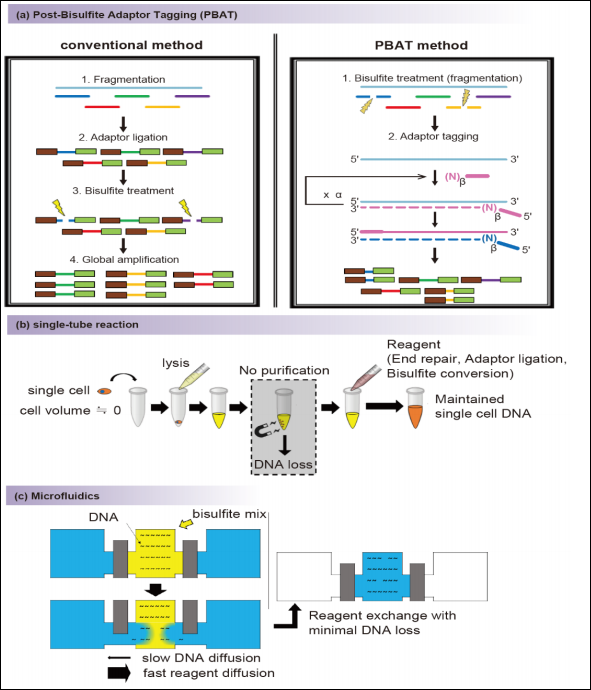 (a) Post-Bisulfite Adaptor Tagging (PBAT)
conventional method
1. Fragmentation
2. Adaptor ligation
3. Bisulfite treatment
4. Global amplification
PBAT method
1. Bisulfite treatment (fragmentation)
2. Adaptor tagging
5' 3'
(N)β
x α
5' 3'
3' (N)β 5'
5' 3'
3' (N)β 5'
(b) single-tube reaction
single cell
cell volume ≒ 0
lysis
No purification
DNA loss
Reagent
(End repair, Adaptor ligation,
Bisulfite conversion)
Maintained
single cell DNA
(c) Microfluidics
DNA
bisulfite mix
slow DNA diffusion
fast reagent diffusion
Reagent exchange with
minimal DNA loss